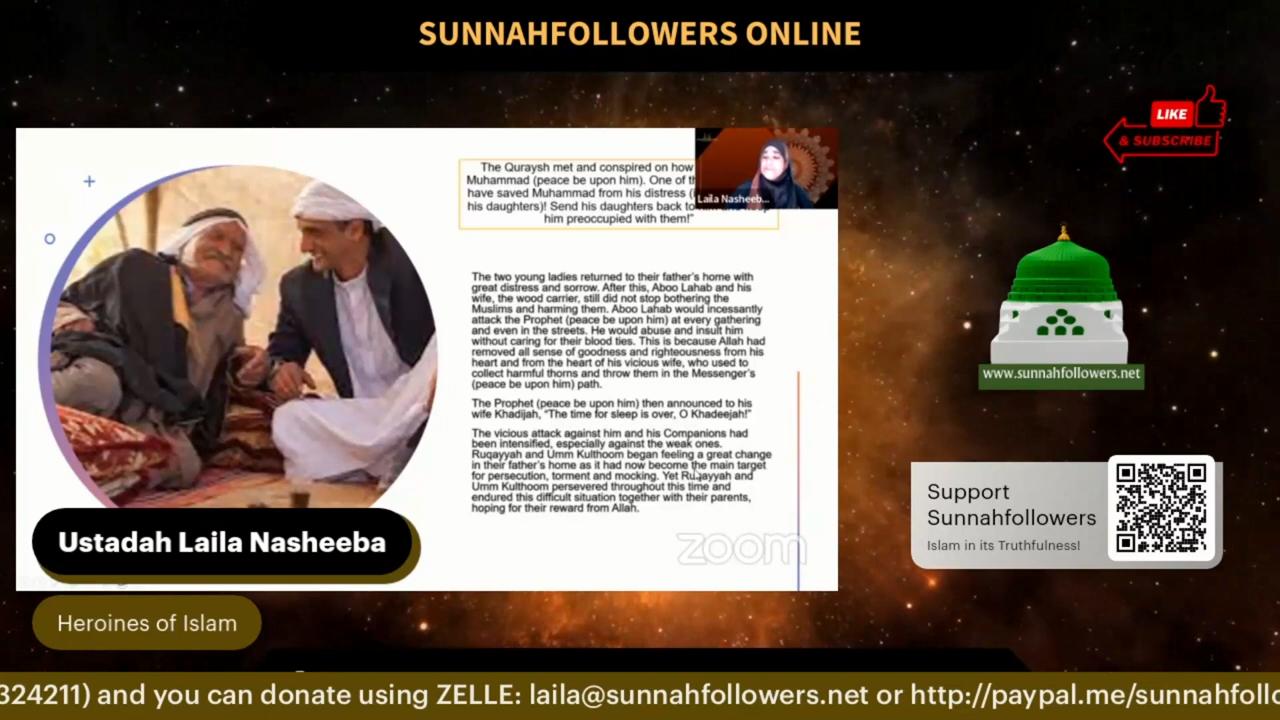 SUNNAHFOLLOWERS ONLINE
LIKE
& SUBSCRIBE
The Quraysh met and conspired on how
Muhammad (peace be upon him). One of th
have saved Muhammad from his distress (
his daughters)! Send his daughters back to
him preoccupied with them!"
Laila Nasheeb...
The two young ladies returned to their father's home with
great distress and sorrow. After this, Aboo Lahab and his
wife, the wood carrier, still did not stop bothering the
Muslims and harming them. Aboo Lahab would incessantly
attack the Prophet (peace be upon him) at every gathering
and even in the streets. He would abuse and insult him
without caring for their blood ties. This is because Allah had
removed all sense of goodness and righteousness from his
heart and from the heart of his vicious wife, who used to
collect harmful thorns and throw them in the Messenger's
(peace be upon him) path.
The Prophet (peace be upon him) then announced to his
wife Khadijah, "The time for sleep is over, O Khadeejah!"
The vicious attack against him and his Companions had
been intensified, especially against the weak ones.
Ruqayyah and Umm Kulthoom began feeling a great change
in their father's home as it had now become the main target
for persecution, torment and mocking. Yet Ruqayyah and
Umm Kulthoom persevered throughout this time and
endured this difficult situation together with their parents,
hoping for their reward from Allah.
zoom
www.sunnahfollowers.net
Support
Sunnahfollowers
Islam in its Truthfulness!
Ustadah Laila Nasheeba
Heroines of Islam
324211) and you can donate using ZELLE: laila@sunnahfollowers.net or http://paypal.me/sunnahfollo